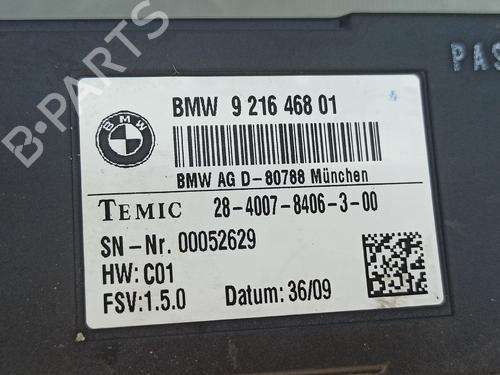 PAS
BMW 9 216 468 01
BMW
BMW AG D-80788 München
TEMIC 28-4007-8406-3-00
SN-Nr. 00052629
HW: C01
FSV:1.5.0 Datum: 36/09
B-PARTS